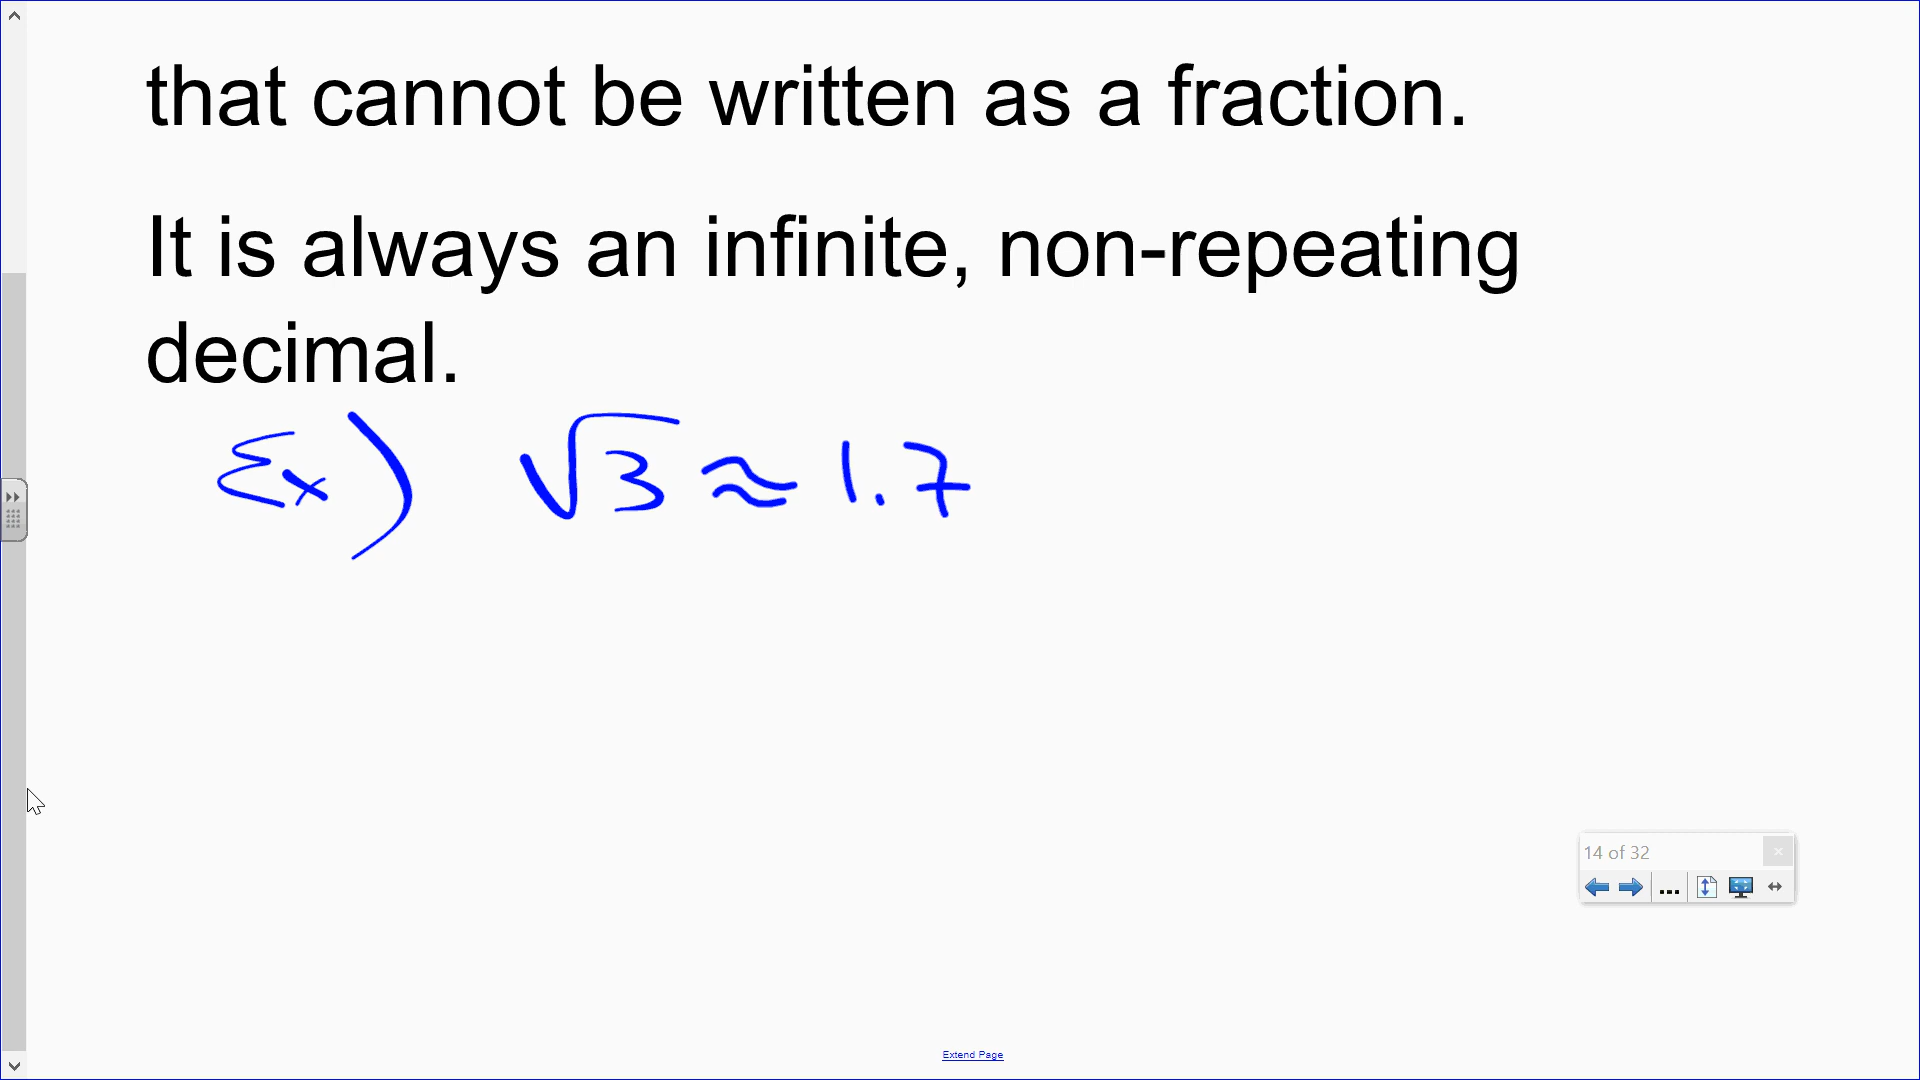 that cannot be written as a fraction.
It is always an infinite, non-repeating
decimal.
Ex) √3 ≈ 1.7
14 of 32
Extend Page